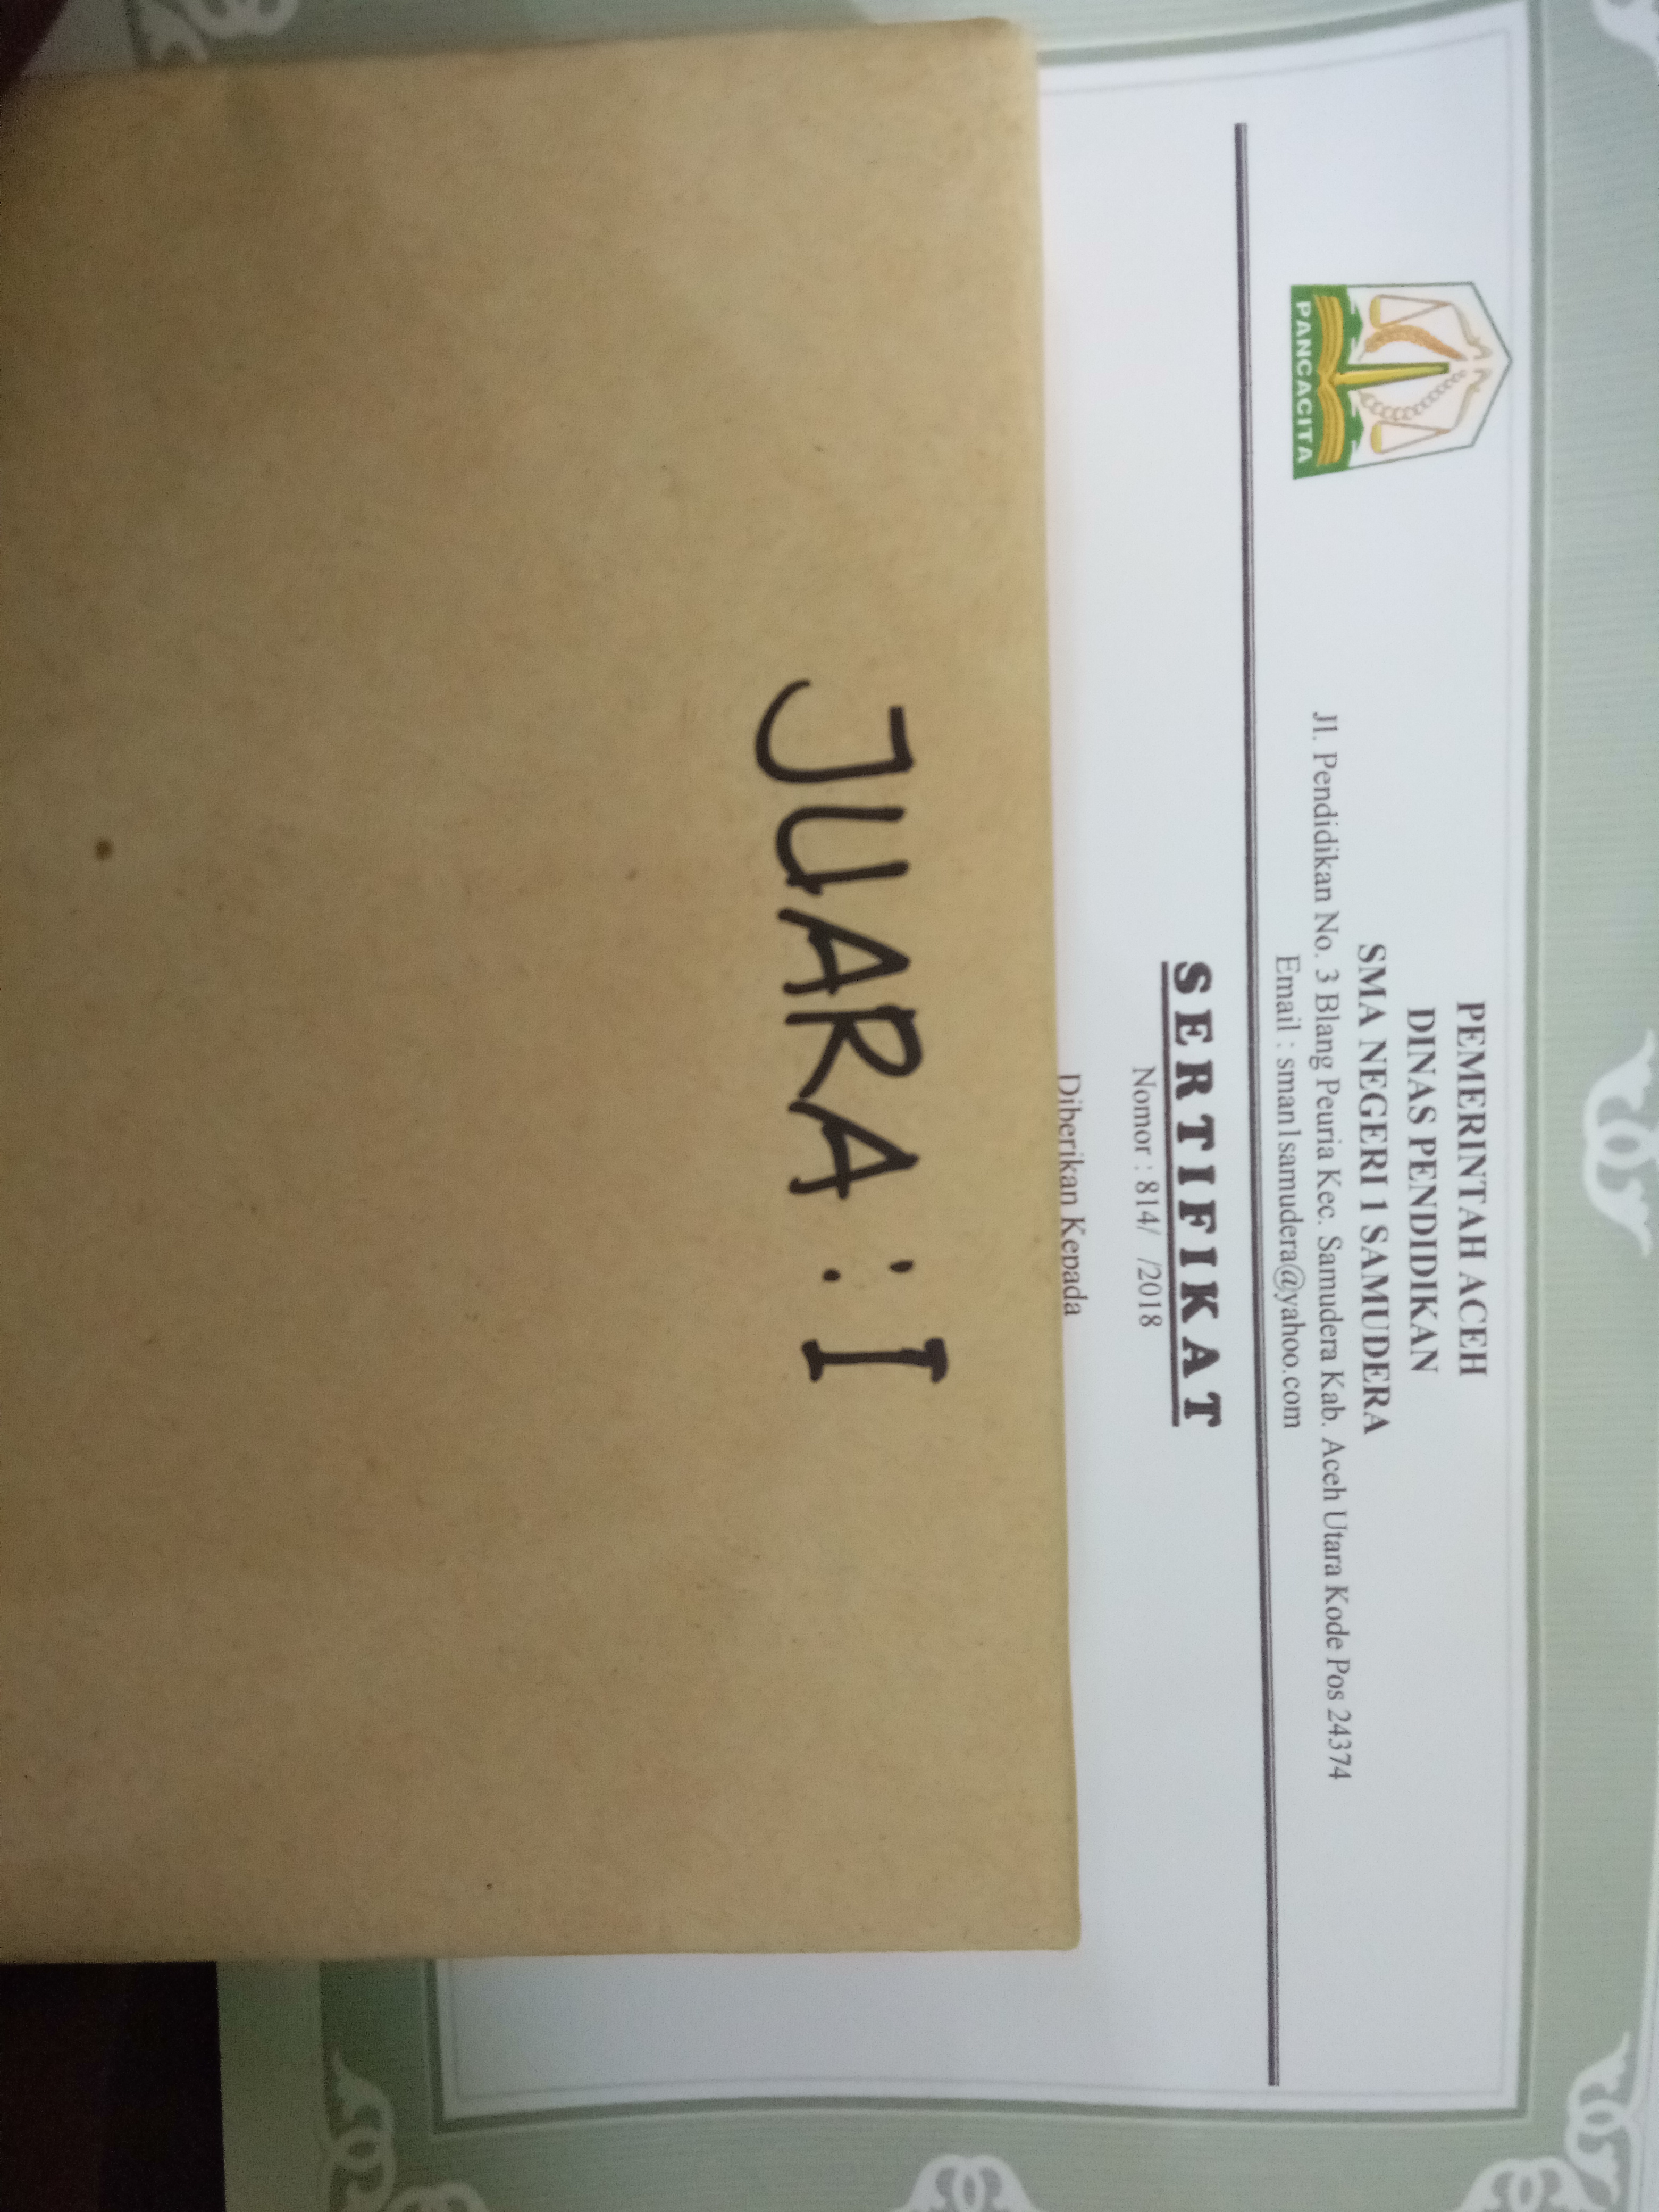 PANCACITA
PEMERINTAH ACEH
DINAS PENDIDIKAN
SMA NEGERI 1 SAMUDERA
Jl. Pendidikan No. 3 Blang Peuria Kec. Samudera Kab. Aceh Utara Kode Pos 24374
Email : sman1samudera@yahoo.com
SERTIFIKAT
Nomor : 814/ /2018
Diberikan Kepada
JUARA : I